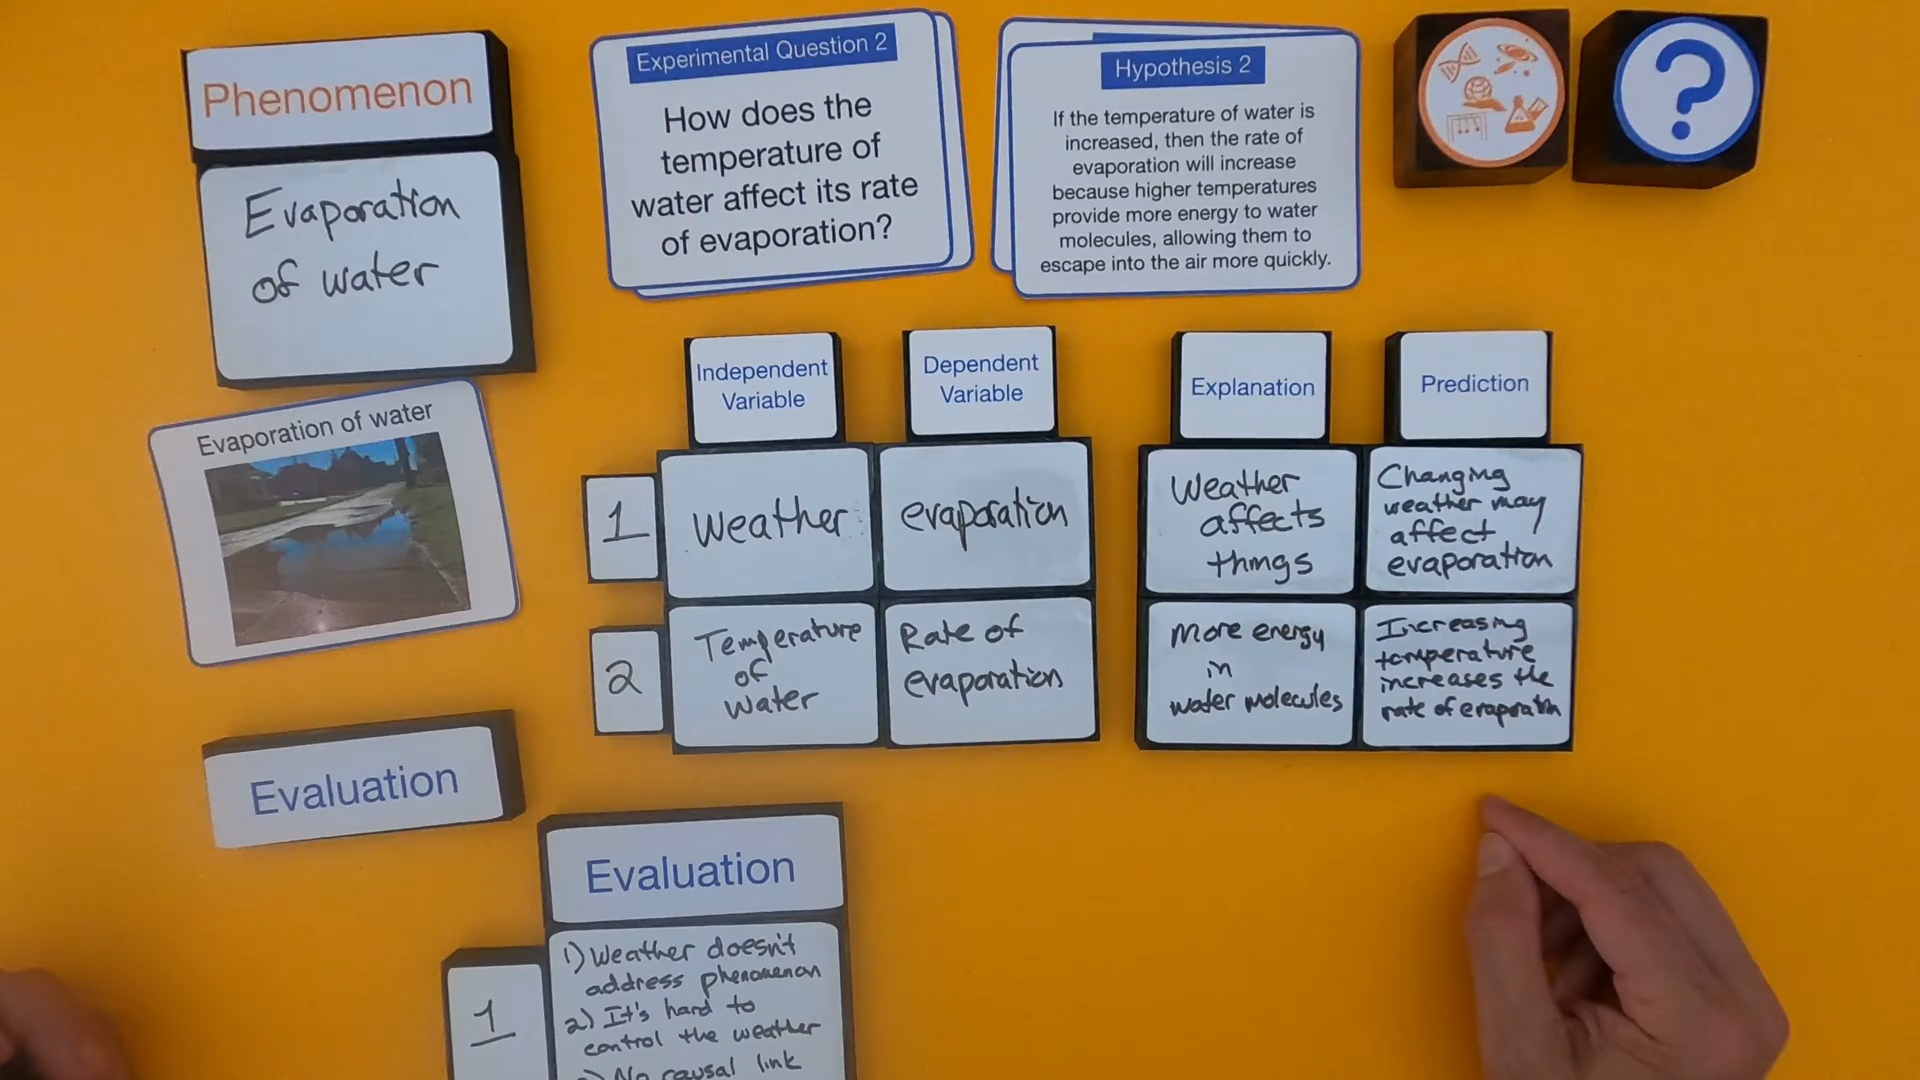 Phenomenon
Evaporation
of water
Evaporation of water
Experimental Question 2
How does the
temperature of
water affect its rate
of evaporation?
Hypothesis 2
If the temperature of water is
increased, then the rate of
evaporation will increase
because higher temperatures
provide more energy to water
molecules, allowing them to
escape into the air more quickly.
?
Independent
Variable
Dependent
Variable
Explanation
Prediction
1
weather
evaporation
Weather
affects
things
Changing
weather may
affect
evaporation
2
Temperature
of
water
Rate of
evaporation
More energy
in
water molecules
Increasing
temperature
increases the
rate of evaporation
Evaluation
Evaluation
1
1) Weather doesn't
address phenomenon
2) It's hard to
control the weather
No causal link